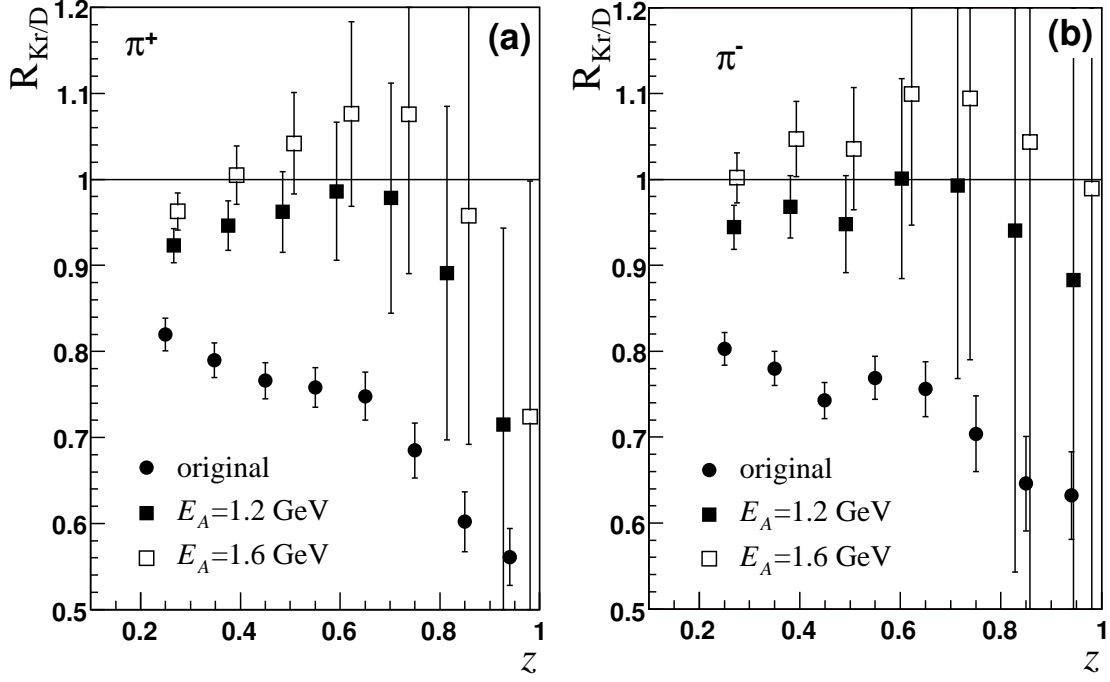 R_Kr/D
1.2
1.1
1
0.9
0.8
0.7
0.6
0.5
π+
(a)
original
E_A=1.2 GeV
E_A=1.6 GeV
0.2 0.4 0.6 0.8 1
z
R_Kr/D
1.2
1.1
1
0.9
0.8
0.7
0.6
0.5
π-
(b)
original
E_A=1.2 GeV
E_A=1.6 GeV
0.2 0.4 0.6 0.8 1
z